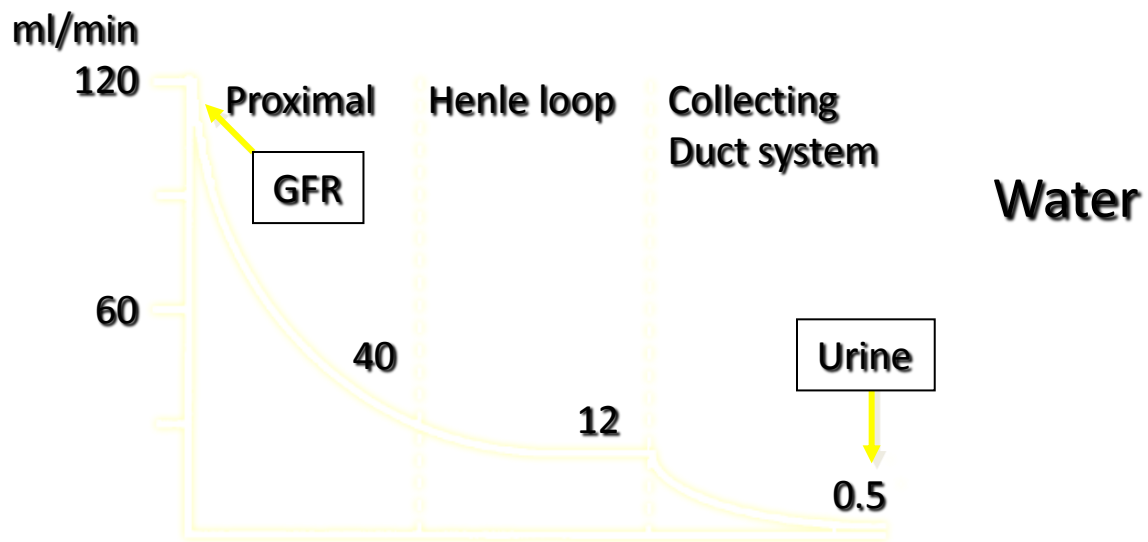 ml/min
120
Proximal
Henle loop
Collecting
Duct system
GFR
Water
60
40
Urine
12
0.5